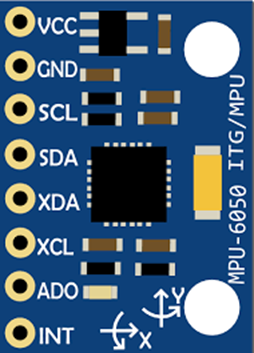 VCC
GND
SCL
SDA
XDA
XCL
ADO
INT
MPU-6050 ITG/MPU
Y
X